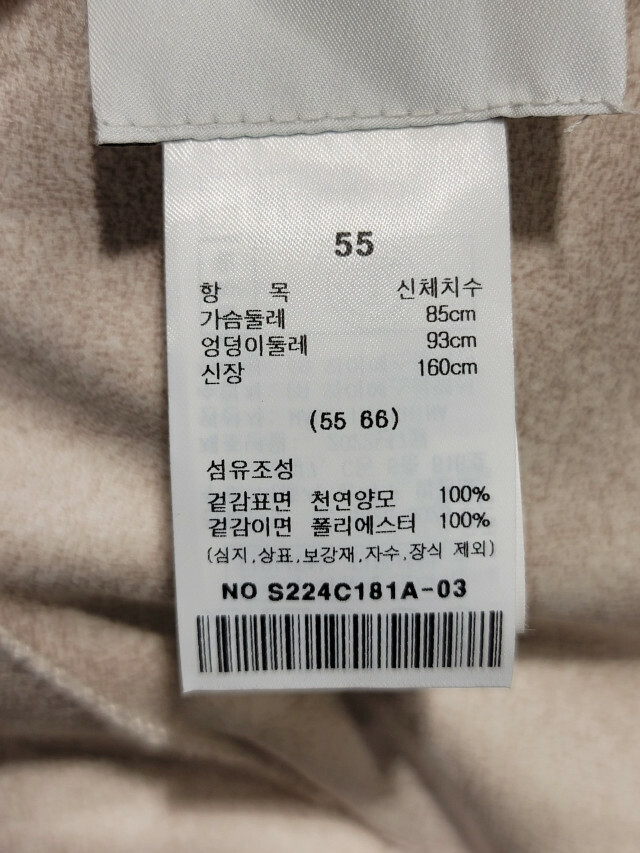 55
항 목 신체치수
가슴둘레 85cm
엉덩이둘레 93cm
신장 160cm
(55 66)
섬유조성
겉감표면 천연양모 100%
겉감이면 폴리에스터 100%
(심지,상표,보강재,자수,장식 제외)
NO S224C181A-03